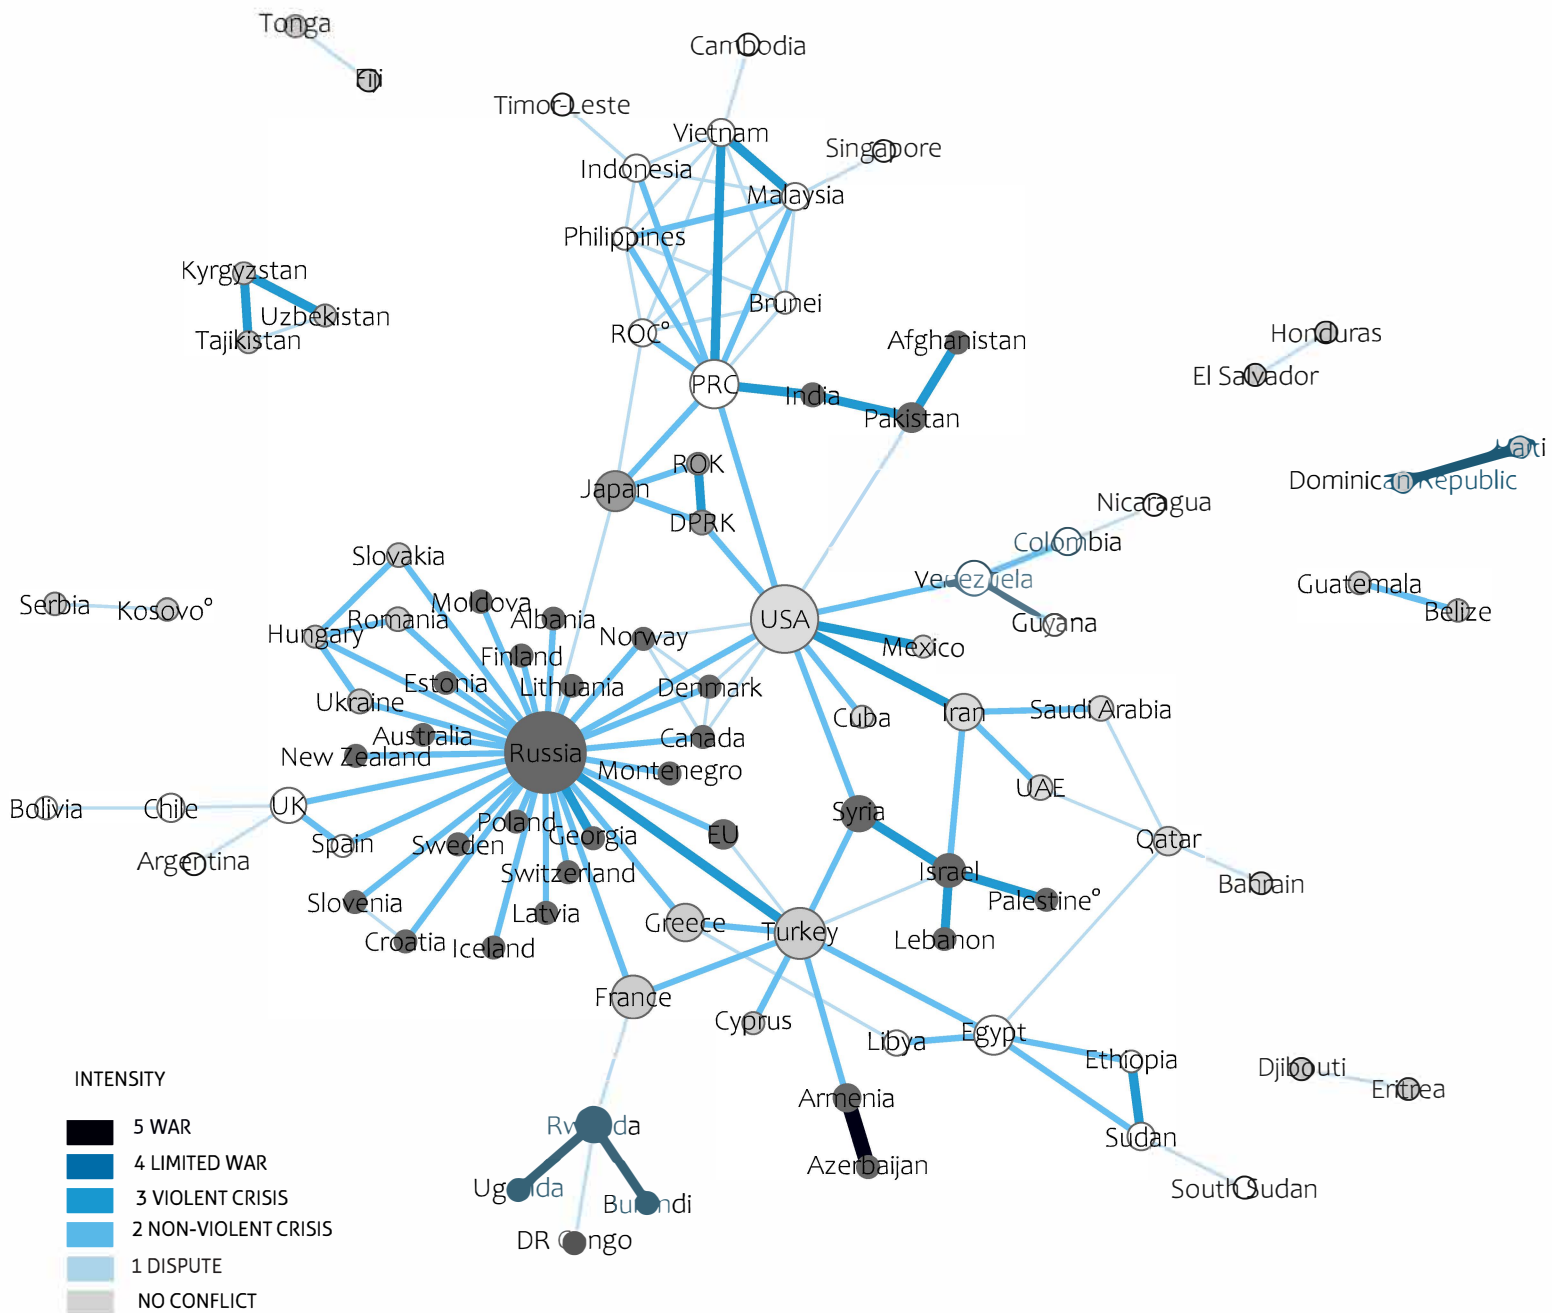 Tonga
Cambodia
Fiji
Timor-Leste
Vietnam
Singapore
Indonesia
Malaysia
Philippines
Kyrgyzstan
Brunei
Uzbekistan
ROC°
Tajikistan
Afghanistan
Honduras
El Salvador
PRC
India
Pakistan
Haiti
ROK
Dominican Republic
Japan
Nicaragua
DPRK
Colombia
Slovakia
Venezuela
Guatemala
Moldova
Serbia
Kosovo°
Belize
Romania
Albania
USA
Guyana
Hungary
Norway
Mexico
Finland
Estonia
Lithuania
Denmark
Ukraine
Cuba
Iran
Saudi Arabia
Australia
Canada
New Zealand
Russia
Montenegro
UAE
Bolivia
Chile
UK
Syria
Poland
Georgia
EU
Spain
Sweden
Qatar
Argentina
Switzerland
Israel
Bahrain
Slovenia
Latvia
Palestine°
Greece
Turkey
Croatia
Iceland
Lebanon
France
Cyprus
Libya
Egypt
Ethiopia
Djibouti
Eritrea
Armenia
Rwanda
Sudan
Azerbaijan
Uganda
Burundi
South Sudan
DR Congo
INTENSITY
5 WAR
4 LIMITED WAR
3 VIOLENT CRISIS
2 NON-VIOLENT CRISIS
1 DISPUTE
NO CONFLICT